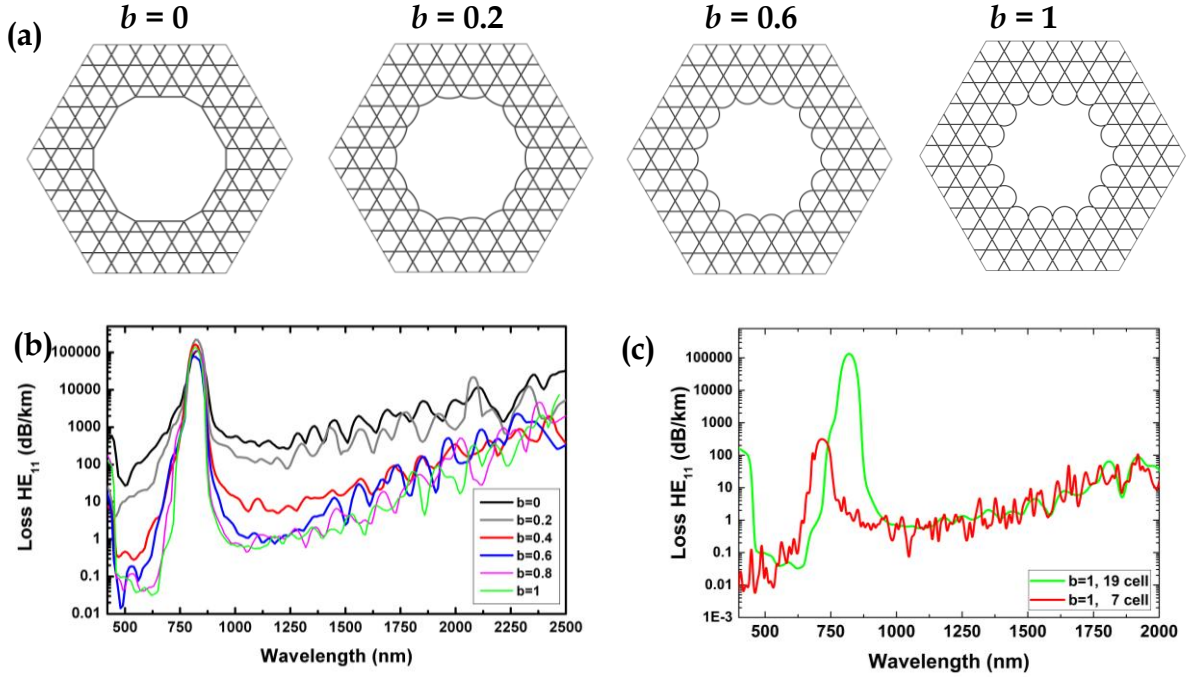 b = 0 b = 0.2 b = 0.6 b = 1
(a)
(b)
Loss HE11 (dB/km)
100000
10000
1000
100
10
1
0.1
0.01
b=0
b=0.2
b=0.4
b=0.6
b=0.8
b=1
500 750 1000 1250 1500 1750 2000 2250 2500
Wavelength (nm)
(c)
Loss HE11 (dB/km)
100000
10000
1000
100
10
1
0.1
0.01
1E-3
b=1, 19 cell
b=1, 7 cell
500 750 1000 1250 1500 1750 2000
Wavelength (nm)